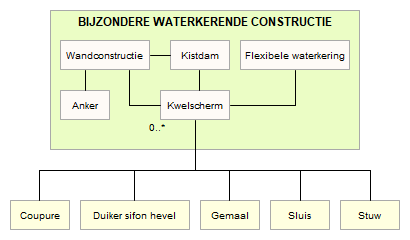 BIJZONDERE WATERKERENDE CONSTRUCTIE
Wandconstructie
Kistdam
Flexibele waterkering
Anker
Kwelscherm
0..*
Coupure
Duiker sifon hevel
Gemaal
Sluis
Stuw